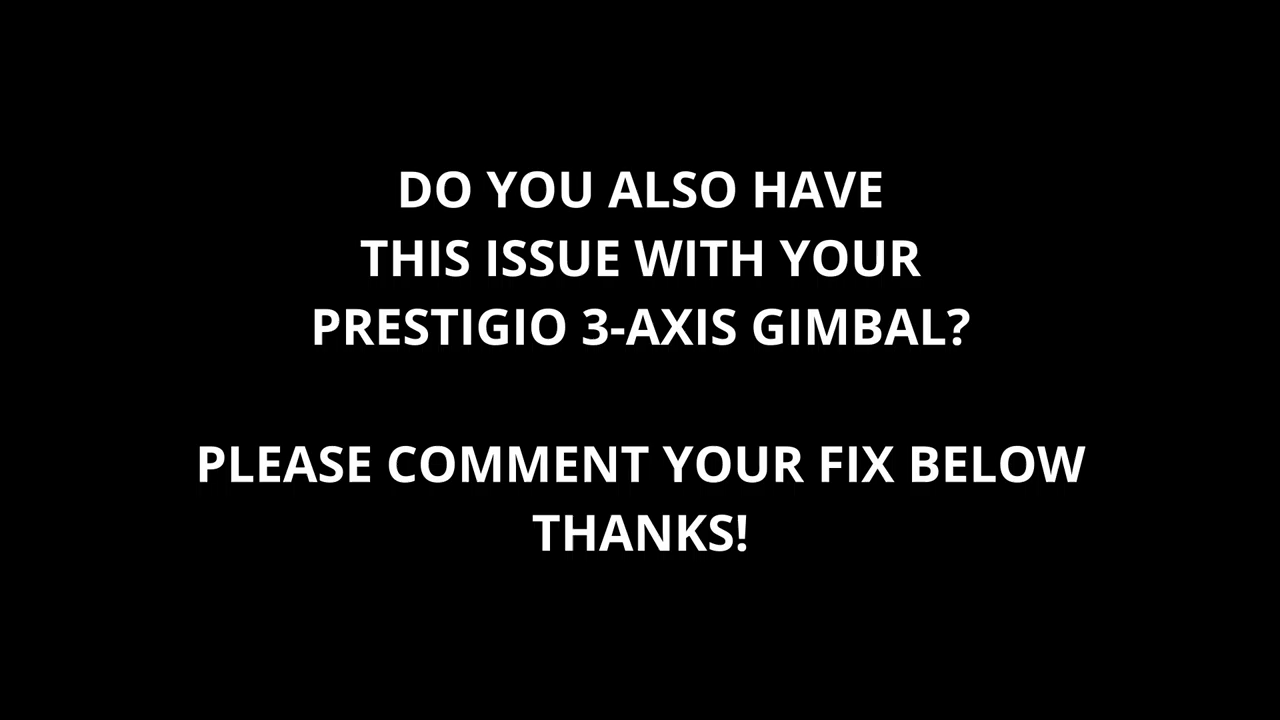 DO YOU ALSO HAVE
THIS ISSUE WITH YOUR
PRESTIGIO 3-AXIS GIMBAL?
PLEASE COMMENT YOUR FIX BELOW
THANKS!